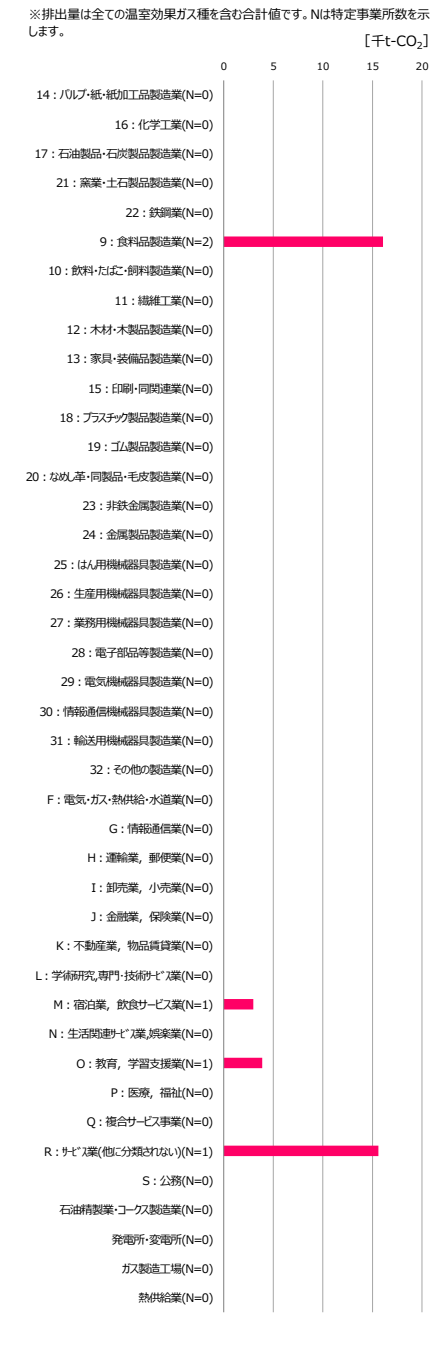 ※排出量は全ての温室効果ガス種を含む合計値です。Nは特定事業所数を示
します。
[千t-CO₂]
0 5 10 15 20
14：パルプ・紙・紙加工品製造業(N=0)
16：化学工業(N=0)
17：石油製品・石炭製品製造業(N=0)
21：窯業・土石製品製造業(N=0)
22：鉄鋼業(N=0)
9：食料品製造業(N=2)
10：飲料・たばこ・飼料製造業(N=0)
11：繊維工業(N=0)
12：木材・木製品製造業(N=0)
13：家具・装備品製造業(N=0)
15：印刷・同関連業(N=0)
18：プラスチック製品製造業(N=0)
19：ゴム製品製造業(N=0)
20：なめし革・同製品・毛皮製造業(N=0)
23：非鉄金属製造業(N=0)
24：金属製品製造業(N=0)
25：はん用機械器具製造業(N=0)
26：生産用機械器具製造業(N=0)
27：業務用機械器具製造業(N=0)
28：電子部品等製造業(N=0)
29：電気機械器具製造業(N=0)
30：情報通信機械器具製造業(N=0)
31：輸送用機械器具製造業(N=0)
32：その他の製造業(N=0)
F：電気・ガス・熱供給・水道業(N=0)
G：情報通信業(N=0)
H：運輸業，郵便業(N=0)
I：卸売業，小売業(N=0)
J：金融業，保険業(N=0)
K：不動産業，物品賃貸業(N=0)
L：学術研究,専門・技術ｻｰﾋﾞｽ業(N=0)
M：宿泊業，飲食サービス業(N=1)
N：生活関連ｻｰﾋﾞｽ業,娯楽業(N=0)
O：教育，学習支援業(N=1)
P：医療，福祉(N=0)
Q：複合サービス事業(N=0)
R：ｻｰﾋﾞｽ業(他に分類されない)(N=1)
S：公務(N=0)
石油精製業・コークス製造業(N=0)
発電所・変電所(N=0)
ガス製造工場(N=0)
熱供給業(N=0)